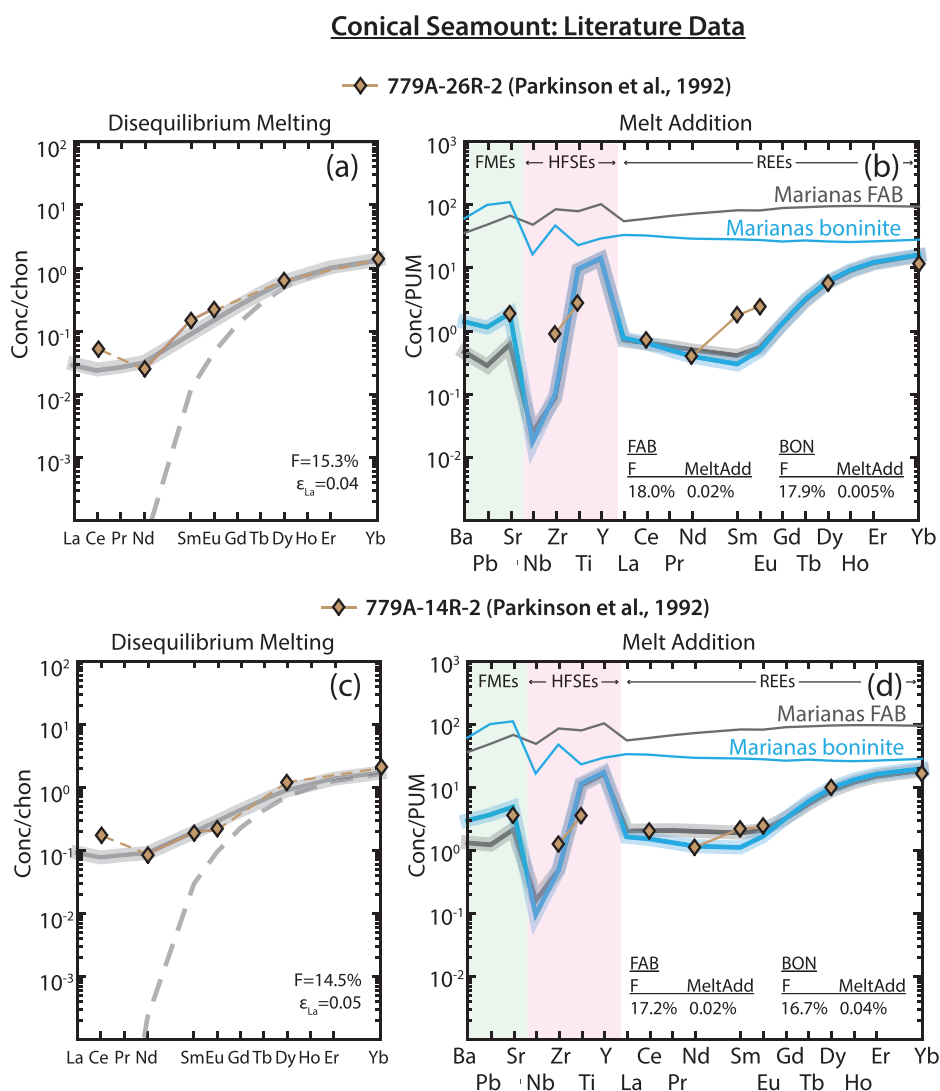 Conical Seamount: Literature Data
779A-26R-2 (Parkinson et al., 1992)
Disequilibrium Melting
Melt Addition
(a)
10²
10¹
10⁰
10⁻¹
10⁻²
10⁻³
Conc/chon
F=15.3%
εLa=0.04
La Ce Pr Nd Sm Eu Gd Tb Dy Ho Er Yb
(b)
FMEs ←HFSEs→ ← REEs →
Marianas FAB
Marianas boninite
10³
10²
10¹
10⁰
10⁻¹
10⁻²
Conc/PUM
FAB BON
F MeltAdd F MeltAdd
18.0% 0.02% 17.9% 0.005%
Ba Sr Zr Y Ce Nd Sm Gd Dy Er Yb
Pb Nb Ti La Pr Eu Tb Ho
779A-14R-2 (Parkinson et al., 1992)
Disequilibrium Melting
Melt Addition
(c)
10²
10¹
10⁰
10⁻¹
10⁻²
10⁻³
Conc/chon
F=14.5%
εLa=0.05
La Ce Pr Nd Sm Eu Gd Tb Dy Ho Er Yb
(d)
FMEs ←HFSEs→ ← REEs →
Marianas FAB
Marianas boninite
10³
10²
10¹
10⁰
10⁻¹
10⁻²
Conc/PUM
FAB BON
F MeltAdd F MeltAdd
17.2% 0.02% 16.7% 0.04%
Ba Sr Zr Y Ce Nd Sm Gd Dy Er Yb
Pb Nb Ti La Pr Eu Tb Ho